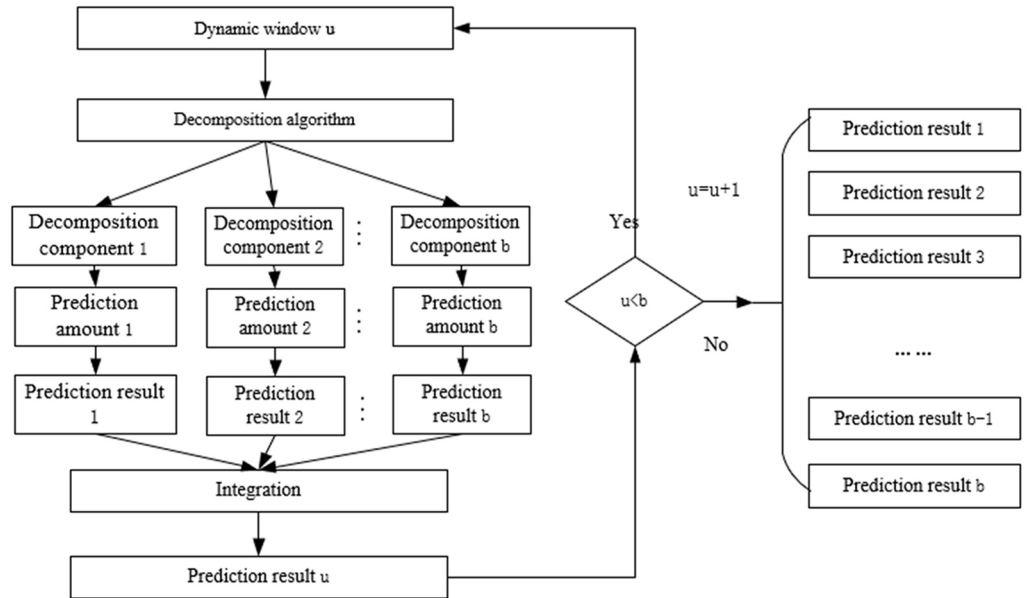 Dynamic window u
Decomposition algorithm
Decomposition
component 1
Decomposition
component 2
⋮
Decomposition
component b
Prediction
amount 1
Prediction
amount 2
⋮
Prediction
amount b
Prediction result
1
Prediction
result 2
⋮
Prediction
result b
Integration
Prediction result u
Yes
u=u+1
u<b
No
Prediction result 1
Prediction result 2
Prediction result 3
... ...
Prediction result b-1
Prediction result b